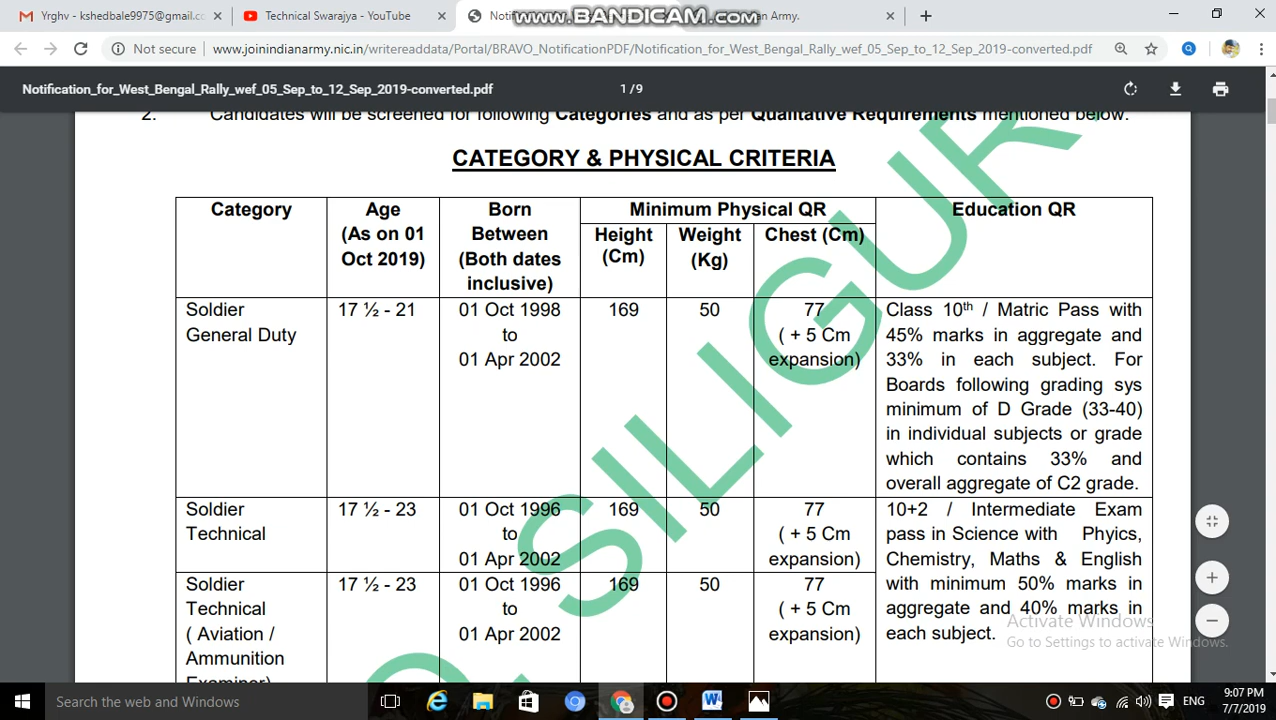 Yrghv - kshedbale9975@gmail.co
Technical Swarajya - YouTube
www.BANDICAM.com
Army.
Not secure
www.joinindianarmy.nic.in/writereaddata/Portal/BRAVO_NotificationPDF/Notification_for_West_Bengal_Rally_wef_05_Sep_to_12_Sep_2019-converted.pdf
Notification_for_West_Bengal_Rally_wef_05_Sep_to_12_Sep_2019-converted.pdf
1 / 9
2. Candidates will be screened for following Categories and as per Qualitative Requirements mentioned below.
CATEGORY & PHYSICAL CRITERIA
Category
Age
(As on 01
Oct 2019)
Born
Between
(Both dates
inclusive)
Minimum Physical QR
Height
(Cm)
Weight
(Kg)
Chest (Cm)
Education QR
Soldier
General Duty
17 ½ - 21
01 Oct 1998
to
01 Apr 2002
169
50
77
( + 5 Cm
expansion)
Class 10th / Matric Pass with
45% marks in aggregate and
33% in each subject. For
Boards following grading sys
minimum of D Grade (33-40)
in individual subjects or grade
which contains 33% and
overall aggregate of C2 grade.
Soldier
Technical
17 ½ - 23
01 Oct 1996
to
01 Apr 2002
169
50
77
( + 5 Cm
expansion)
10+2 / Intermediate Exam
pass in Science with Phyics,
Chemistry, Maths & English
with minimum 50% marks in
aggregate and 40% marks in
each subject.
Soldier
Technical
( Aviation /
Ammunition
Examiner)
17 ½ - 23
01 Oct 1996
to
01 Apr 2002
169
50
77
( + 5 Cm
expansion)
SILIGUR
Activate Windows
Go to Settings to activate Windows.
Search the web and Windows
ENG
9:07 PM
7/7/2019